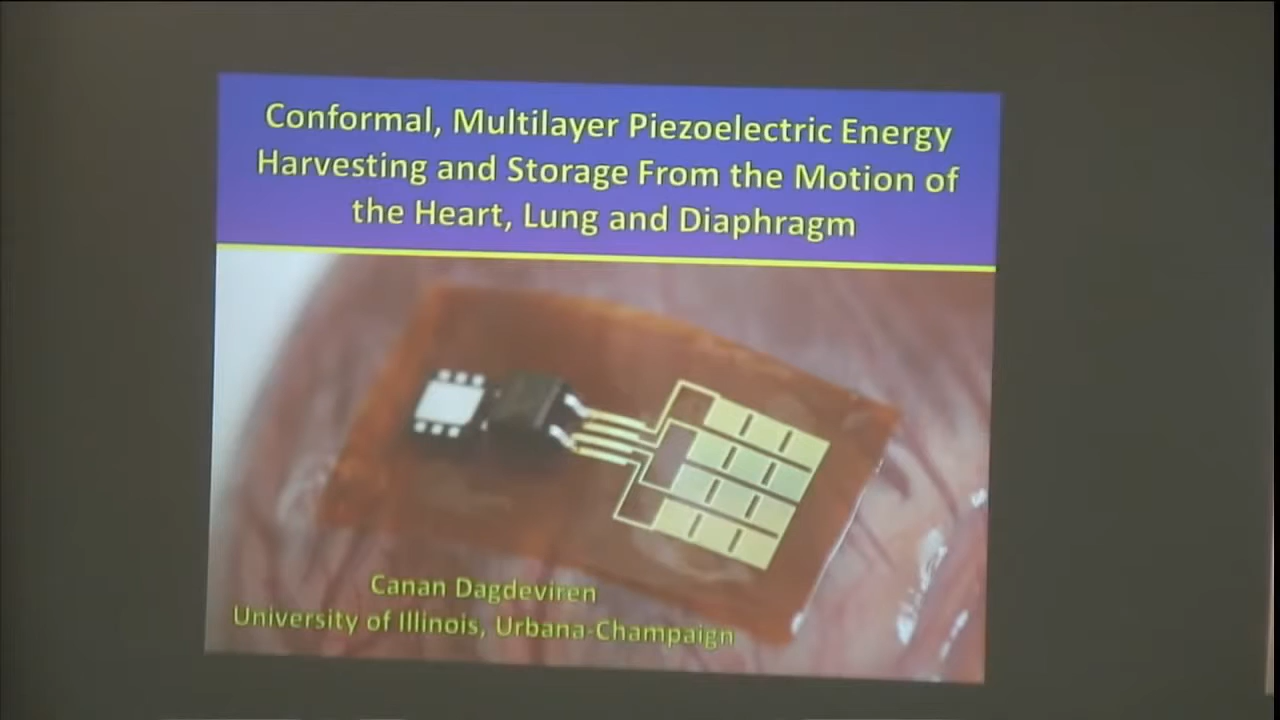 Conformal, Multilayer Piezoelectric Energy
Harvesting and Storage From the Motion of
the Heart, Lung and Diaphragm
Canan Dagdeviren
University of Illinois, Urbana-Champaign